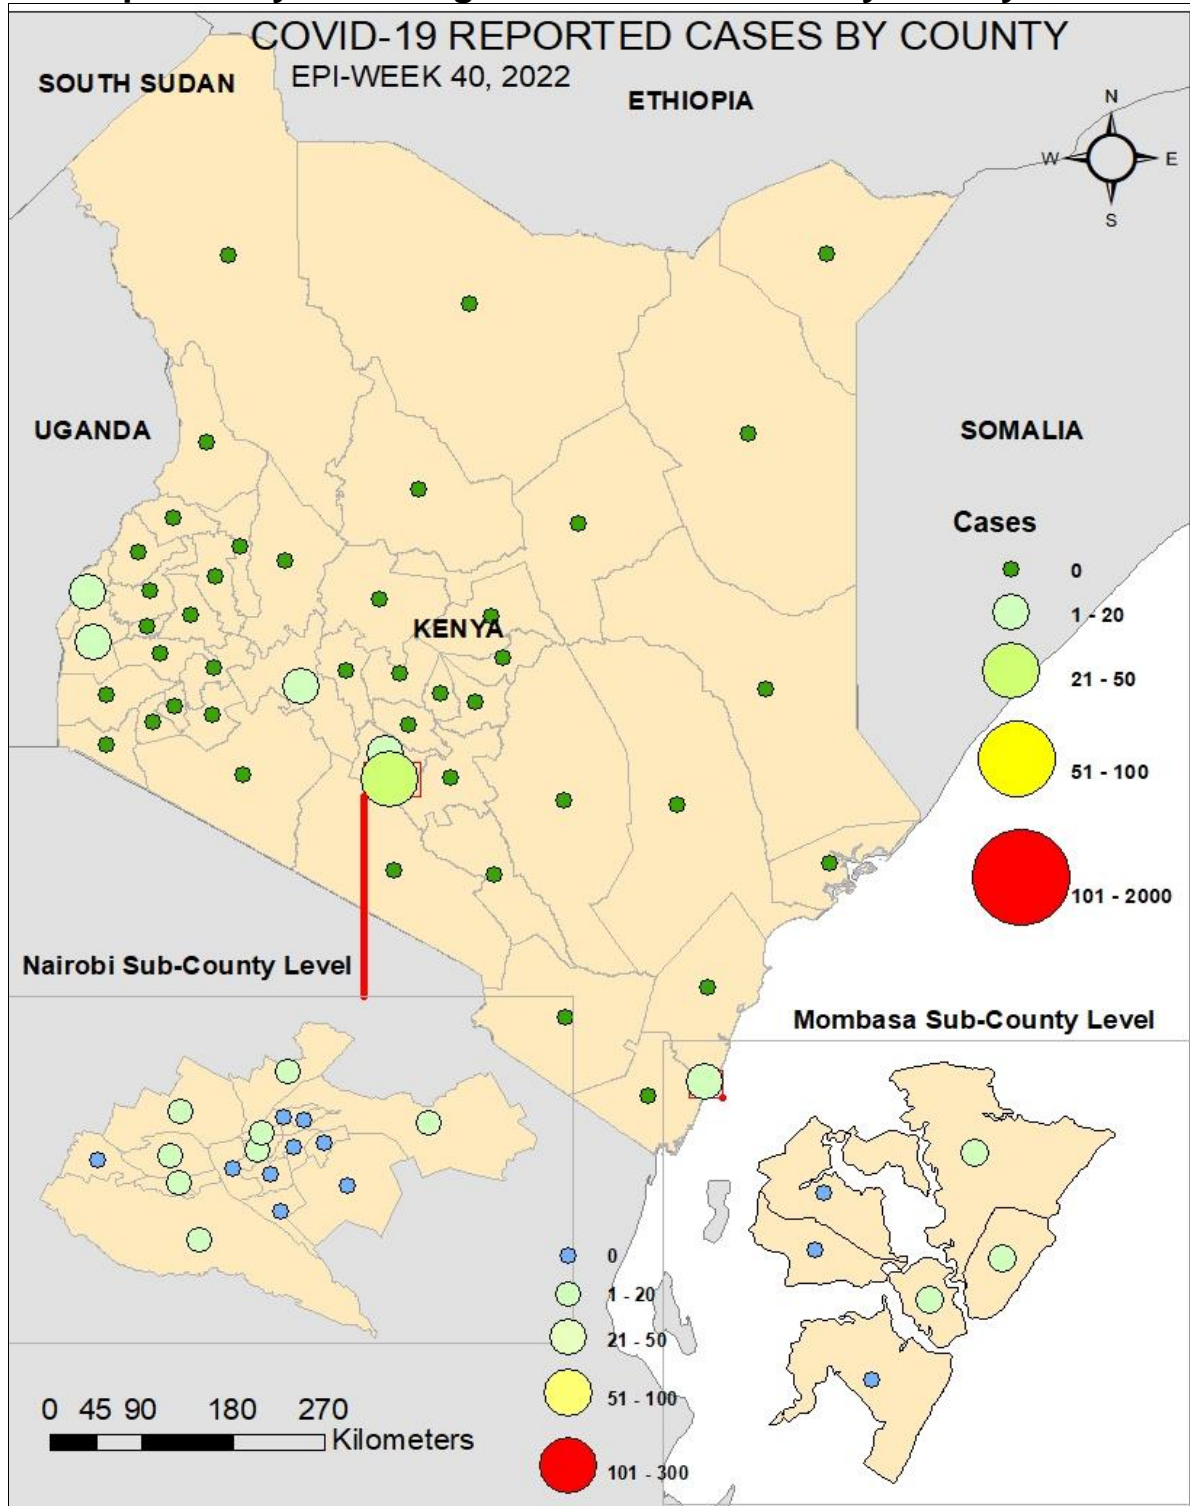 COVID-19 REPORTED CASES BY COUNTY
EPI-WEEK 40, 2022
SOUTH SUDAN
ETHIOPIA
N
W
E
S
UGANDA
SOMALIA
KENYA
Cases
0
1 - 20
21 - 50
51 - 100
101 - 2000
Nairobi Sub-County Level
Mombasa Sub-County Level
0
1 - 20
21 - 50
51 - 100
101 - 300
0 45 90 180 270
Kilometers